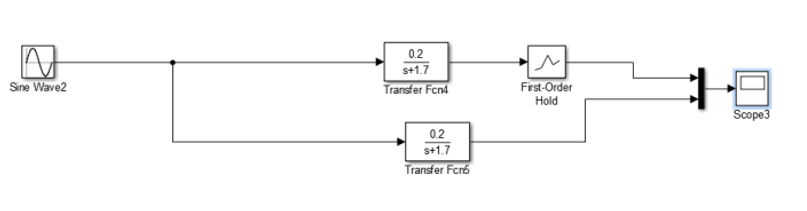 Sine Wave2
0.2
s+1.7
Transfer Fcn4
First-Order
Hold
Scope3
0.2
s+1.7
Transfer Fcn5